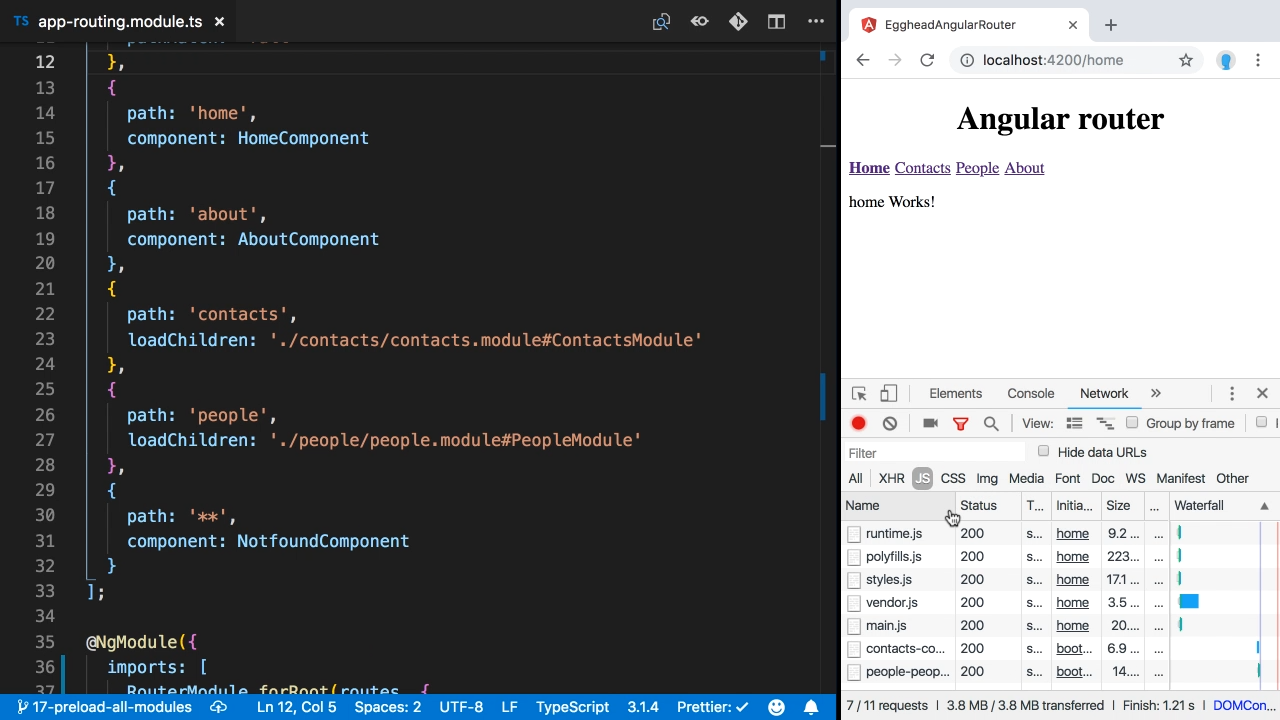 TS app-routing.module.ts ×
12 },
13 {
14 path: 'home',
15 component: HomeComponent
16 },
17 {
18 path: 'about',
19 component: AboutComponent
20 },
21 {
22 path: 'contacts',
23 loadChildren: './contacts/contacts.module#ContactsModule'
24 },
25 {
26 path: 'people',
27 loadChildren: './people/people.module#PeopleModule'
28 },
29 {
30 path: '**',
31 component: NotfoundComponent
32 }
33 ];
34
35 @NgModule({
36 imports: [
37 RouterModule.forRoot(routes, {
17-preload-all-modules Ln 12, Col 5 Spaces: 2 UTF-8 LF TypeScript 3.1.4 Prettier: ✓
EggheadAngularRouter
localhost:4200/home
Angular router
Home Contacts People About
home Works!
Elements Console Network »
View: Group by frame
Filter Hide data URLs
All XHR JS CSS Img Media Font Doc WS Manifest Other
Name Status T... Initia... Size ... Waterfall ▲
runtime.js 200 s... home 9.2 ... ...
polyfills.js 200 s... home 223... ...
styles.js 200 s... home 17.1 ... ...
vendor.js 200 s... home 3.5 ... ...
main.js 200 s... home 20.... ...
contacts-co... 200 s... boot... 6.9 ... ...
people-peop... 200 s... boot... 14.... ...
7 / 11 requests | 3.8 MB / 3.8 MB transferred | Finish: 1.21 s | DOMCon...